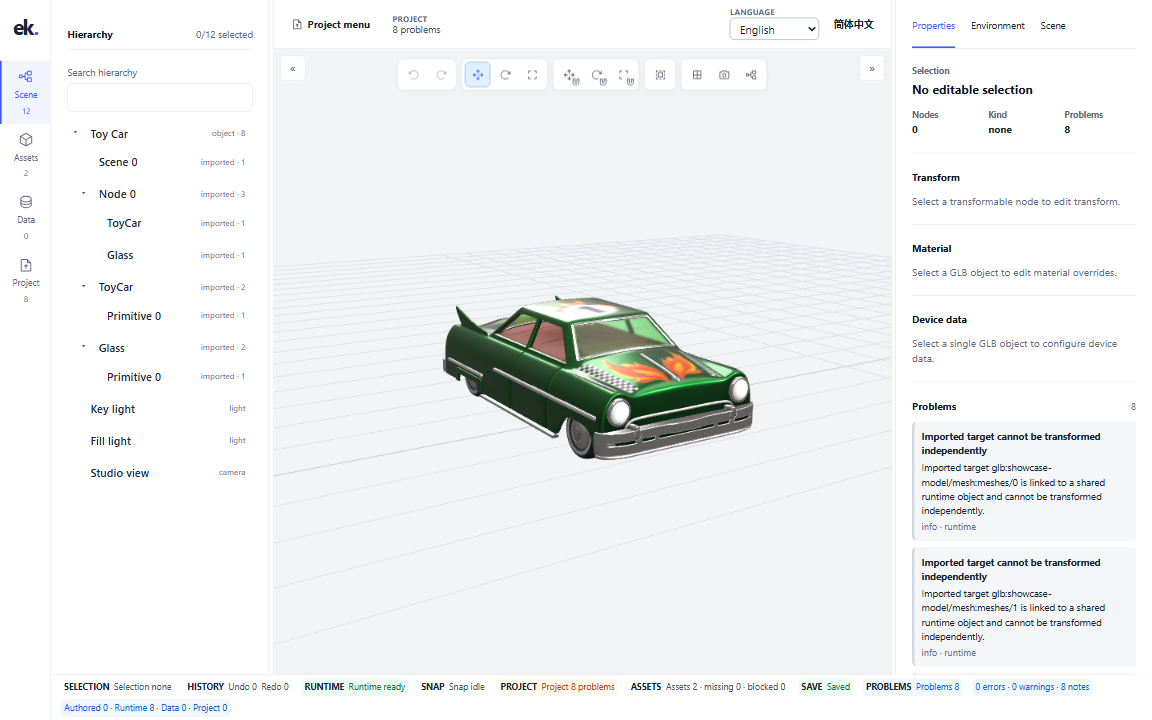 ek.
Scene
12
Assets
2
Data
0
Project
8
Hierarchy
0/12 selected
Search hierarchy
Toy Car
object · 8
Scene 0
imported · 1
Node 0
imported · 3
ToyCar
imported · 1
Glass
imported · 1
ToyCar
imported · 2
Primitive 0
imported · 1
Glass
imported · 2
Primitive 0
imported · 1
Key light
light
Fill light
light
Studio view
camera
Project menu
PROJECT
8 problems
LANGUAGE
English
简体中文
«
»
Properties
Environment
Scene
Selection
No editable selection
Nodes
Kind
Problems
0
none
8
Transform
Select a transformable node to edit transform.
Material
Select a GLB object to edit material overrides.
Device data
Select a single GLB object to configure device
data.
Problems
8
Imported target cannot be transformed
independently
Imported target glb:showcase-
model/mesh:meshes/0 is linked to a shared
runtime object and cannot be transformed
independently.
info · runtime
Imported target cannot be transformed
independently
Imported target glb:showcase-
model/mesh:meshes/1 is linked to a shared
runtime object and cannot be transformed
independently.
info · runtime
SELECTION Selection none HISTORY Undo 0 Redo 0 RUNTIME Runtime ready SNAP Snap idle PROJECT Project 8 problems ASSETS Assets 2 · missing 0 · blocked 0 SAVE Saved PROBLEMS Problems 8 0 errors · 0 warnings · 8 notes
Authored 0 · Runtime 8 · Data 0 · Project 0